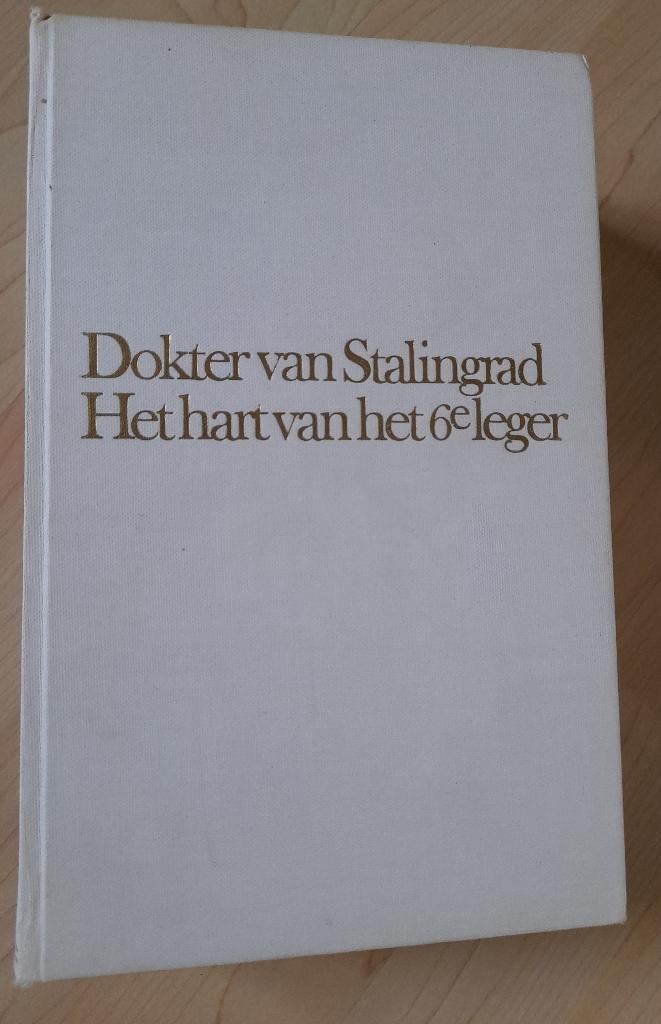 Dokter van Stalingrad
Het hart van het 6e leger